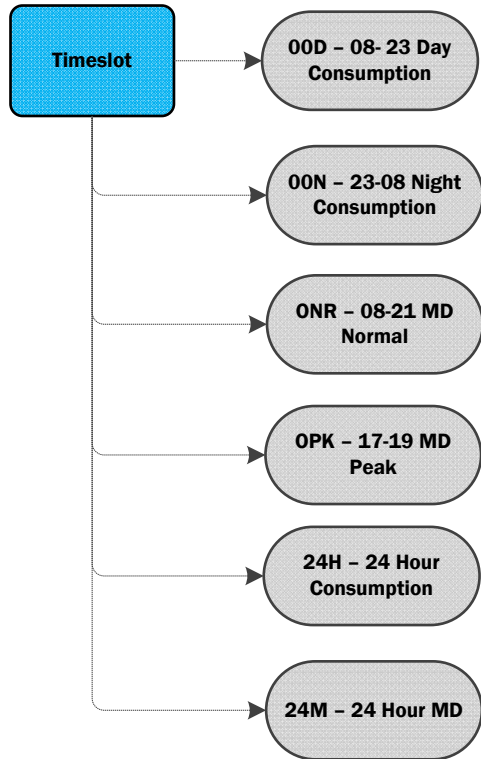 Timeslot
00D – 08- 23 Day
Consumption
00N – 23-08 Night
Consumption
0NR – 08-21 MD
Normal
0PK – 17-19 MD
Peak
24H – 24 Hour
Consumption
24M – 24 Hour MD